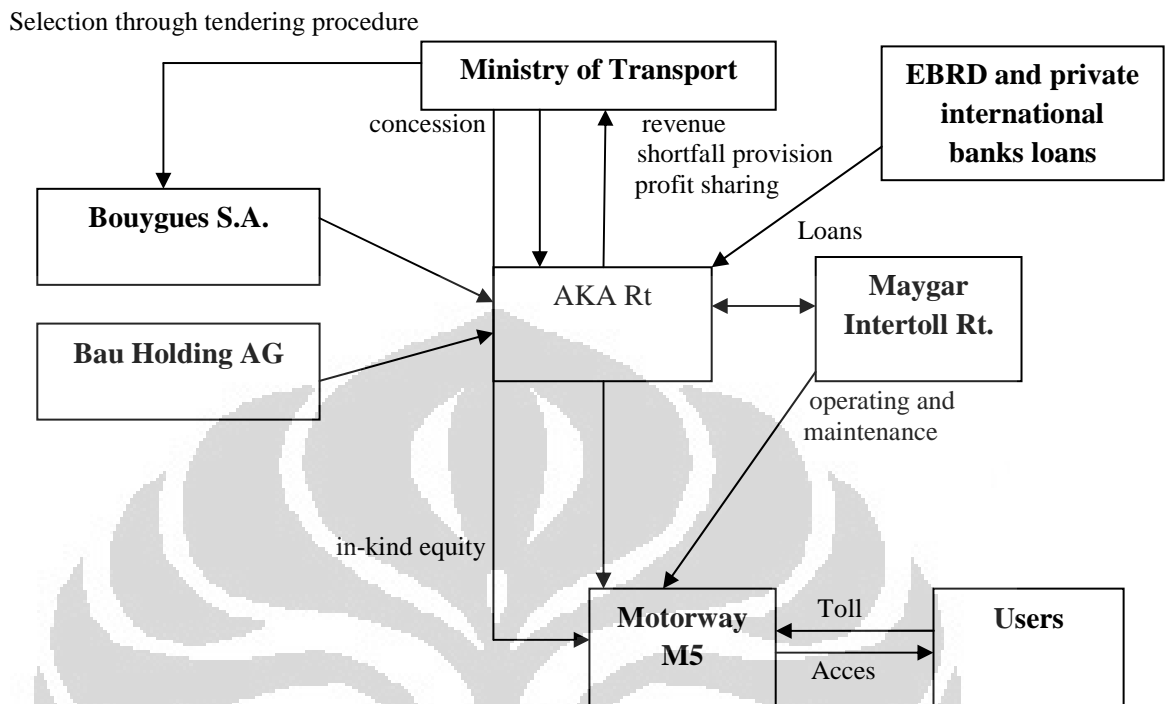 Selection through tendering procedure
Ministry of Transport
EBRD and private
international
banks loans
concession
revenue
shortfall provision
profit sharing
Bouygues S.A.
Loans
AKA Rt
Maygar
Intertoll Rt.
Bau Holding AG
operating and
maintenance
in-kind equity
Motorway
M5
Toll
Acces
Users